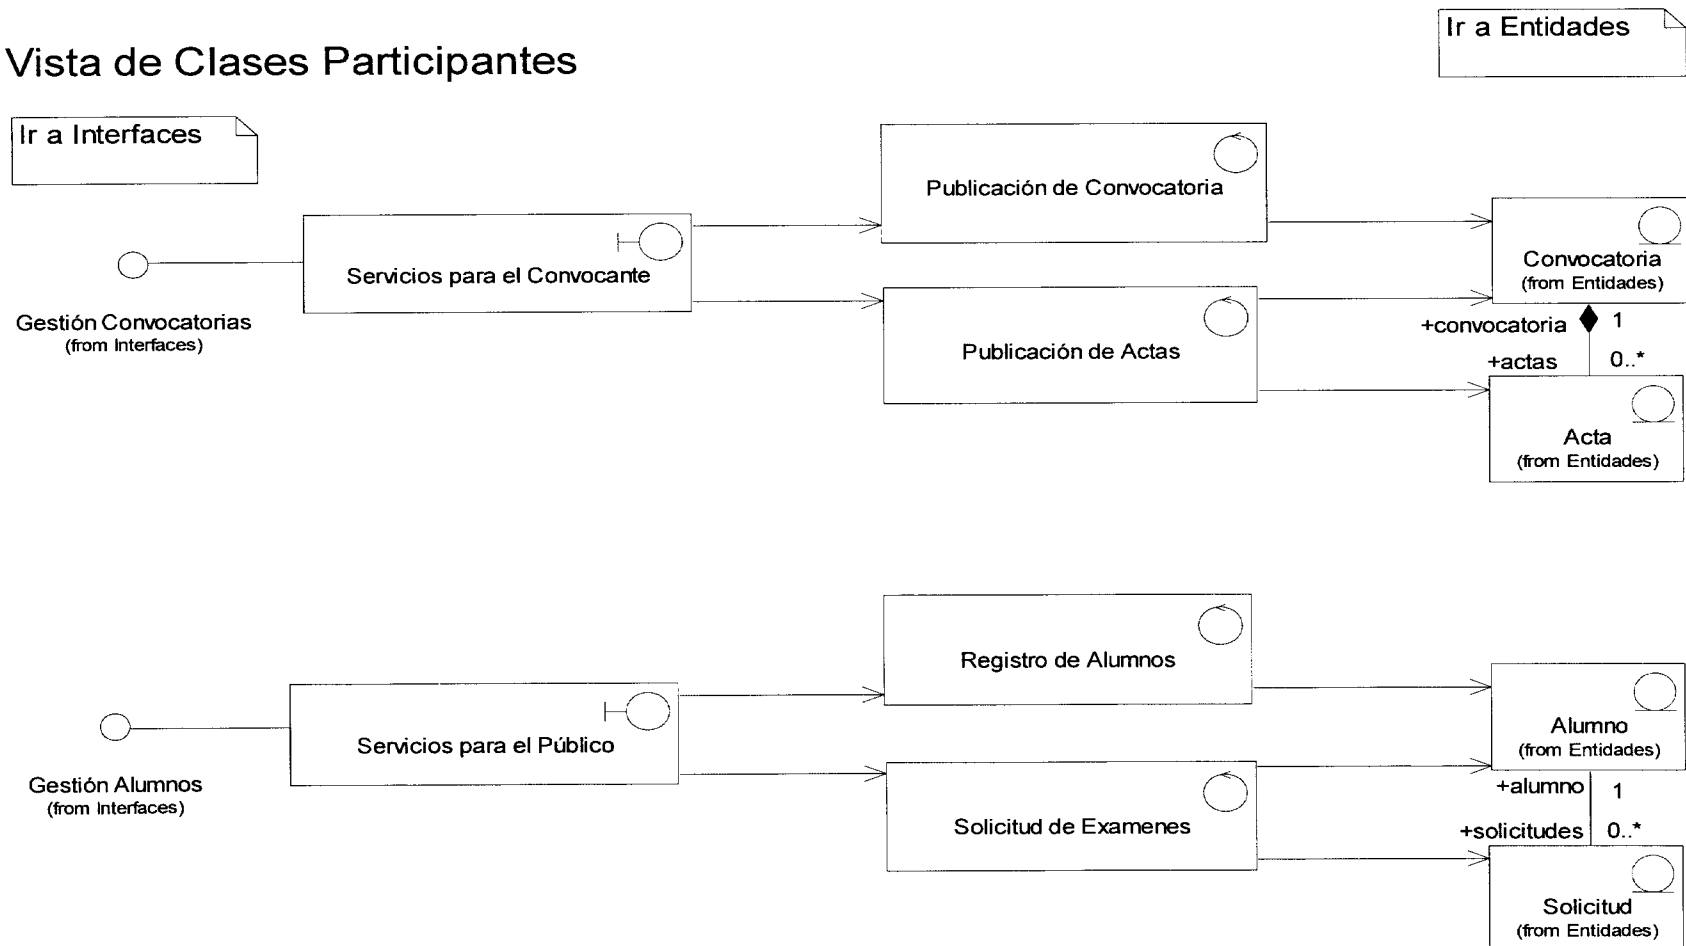 Ir a Entidades
Vista de Clases Participantes
Ir a Interfaces
Publicación de Convocatoria
Servicios para el Convocante
Convocatoria
(from Entidades)
Gestión Convocatorias
(from Interfaces)
+convocatoria 1
Publicación de Actas
+actas 0..*
Acta
(from Entidades)
Registro de Alumnos
Servicios para el Público
Alumno
(from Entidades)
Gestión Alumnos
(from Interfaces)
+alumno 1
Solicitud de Examenes
+solicitudes 0..*
Solicitud
(from Entidades)